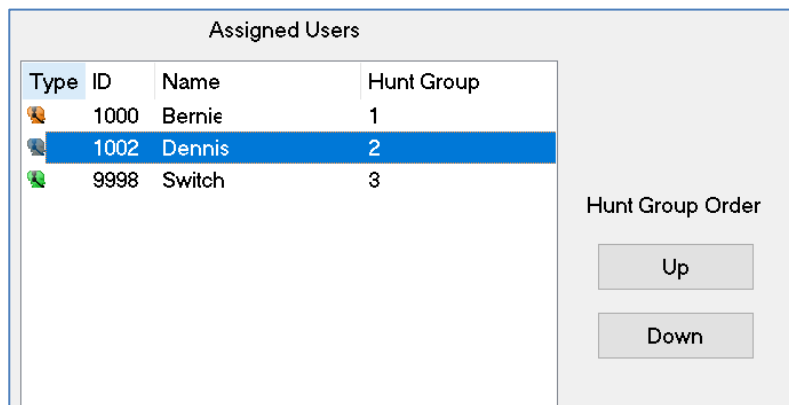 Assigned Users
Type ID Name Hunt Group
1000 Bernie 1
1002 Dennis 2
9998 Switch 3
Hunt Group Order
Up
Down